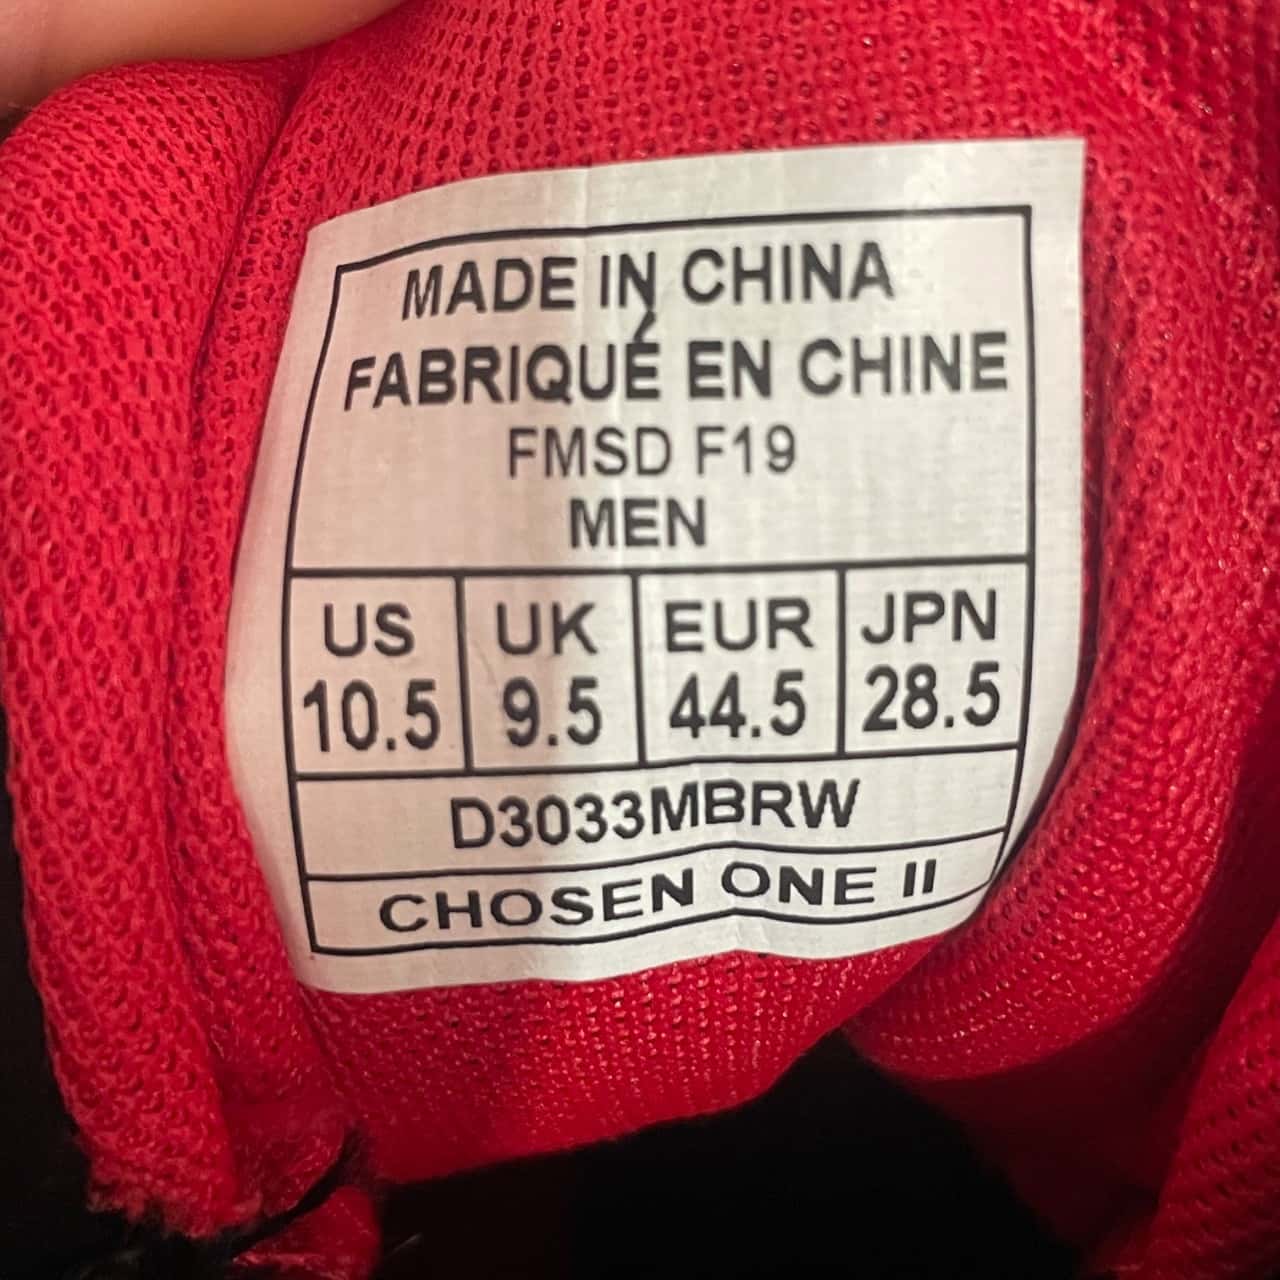 MADE IN CHINA
FABRIQUÉ EN CHINE
FMSD F19
MEN
US UK EUR JPN
10.5 9.5 44.5 28.5
D3033MBRW
CHOSEN ONE II